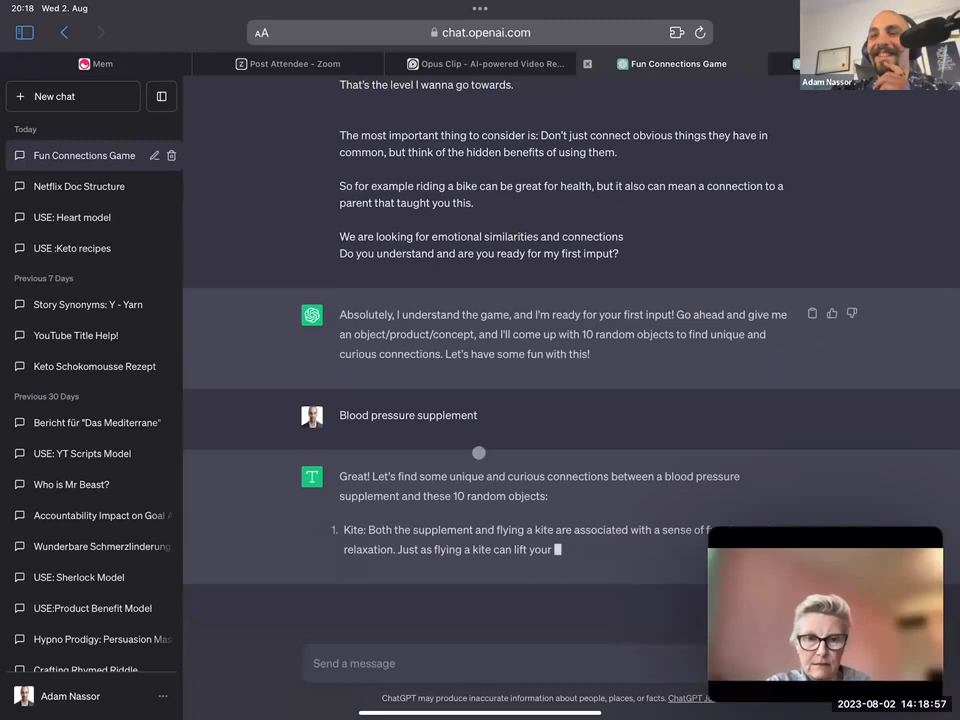 20:18 Wed 2. Aug
AA
chat.openai.com
Mem
Post Attendee - Zoom
Opus Clip - AI-powered Video Re...
Fun Connections Game
Adam Nassor
New chat
Today
Fun Connections Game
Netflix Doc Structure
USE: Heart model
USE :Keto recipes
Previous 7 Days
Story Synonyms: Y - Yarn
YouTube Title Help!
Keto Schokomousse Rezept
Previous 30 Days
Bericht für "Das Mediterrane"
USE: YT Scripts Model
Who is Mr Beast?
Accountability Impact on Goal A
Wunderbare Schmerzlinderung
USE: Sherlock Model
USE:Product Benefit Model
Hypno Prodigy: Persuasion Mas
Crafting Rhymed Riddle
Adam Nassor
That's the level I wanna go towards.
The most important thing to consider is: Don't just connect obvious things they have in
common, but think of the hidden benefits of using them.
So for example riding a bike can be great for health, but it also can mean a connection to a
parent that taught you this.
We are looking for emotional similarities and connections
Do you understand and are you ready for my first imput?
Absolutely, I understand the game, and I'm ready for your first input! Go ahead and give me
an object/product/concept, and I'll come up with 10 random objects to find unique and
curious connections. Let's have some fun with this!
Blood pressure supplement
T
Great! Let's find some unique and curious connections between a blood pressure
supplement and these 10 random objects:
1. Kite: Both the supplement and flying a kite are associated with a sense of
relaxation. Just as flying a kite can lift your
Send a message
ChatGPT may produce inaccurate information about people, places, or facts. ChatGPT
2023-08-02 14:18:57